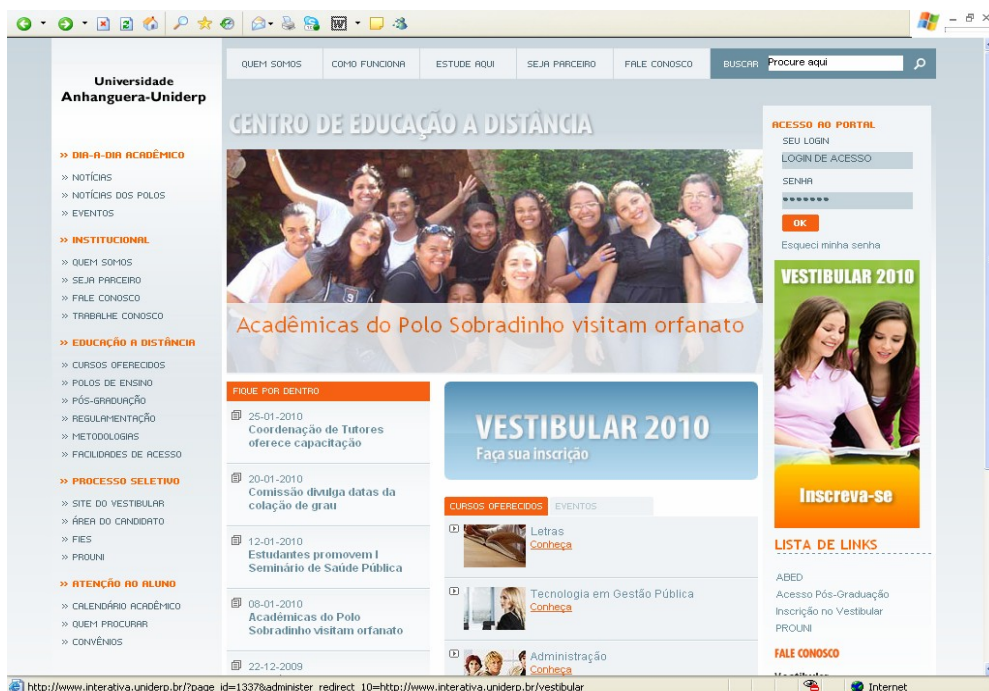 QUEM SOMOS
COMO FUNCIONA
ESTUDE AQUI
SEJA PARCEIRO
FALE CONOSCO
BUSCAR
Procure aqui
Universidade
Anhanguera-Uniderp
» DIA-A-DIA ACADÊMICO
» NOTÍCIAS
» NOTÍCIAS DOS POLOS
» EVENTOS
» INSTITUCIONAL
» QUEM SOMOS
» SEJA PARCEIRO
» FALE CONOSCO
» TRABALHE CONOSCO
» EDUCAÇÃO A DISTÂNCIA
» CURSOS OFERECIDOS
» POLOS DE ENSINO
» PÓS-GRADUAÇÃO
» REGULAMENTAÇÃO
» METODOLOGIAS
» FACILIDADES DE ACESSO
» PROCESSO SELETIVO
» SITE DO VESTIBULAR
» ÁREA DO CANDIDATO
» FIES
» PROUNI
» ATENÇÃO AO ALUNO
» CALENDÁRIO ACADÊMICO
» QUEM PROCURAR
» CONVÊNIOS
CENTRO DE EDUCAÇÃO A DISTÂNCIA
Acadêmicas do Polo Sobradinho visitam orfanato
FIQUE POR DENTRO
25-01-2010
Coordenação de Tutores
oferece capacitação
20-01-2010
Comissão divulga datas da
colação de grau
12-01-2010
Estudantes promovem I
Seminário de Saúde Pública
08-01-2010
Acadêmicas do Polo
Sobradinho visitam orfanato
22-12-2009
VESTIBULAR 2010
Faça sua inscrição
CURSOS OFERECIDOS
EVENTOS
Letras
Conheça
Tecnologia em Gestão Pública
Conheça
Administração
Conheça
ACESSO AO PORTAL
SEU LOGIN
LOGIN DE ACESSO
SENHA
•••••••
OK
Esqueci minha senha
VESTIBULAR 2010
Inscreva-se
LISTA DE LINKS
ABED
Acesso Pós-Graduação
Inscrição no Vestibular
PROUNI
FALE CONOSCO
Vestibular
http://www.interativa.uniderp.br/?page_id=1337&administer_redirect_10=http://www.interativa.uniderp.br/vestibular
Internet